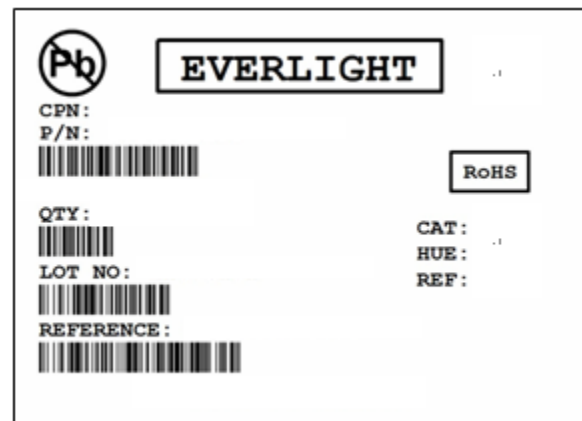 Pb
EVERLIGHT
CPN:
P/N:
RoHS
QTY:
CAT:
HUE:
LOT NO:
REF:
REFERENCE: